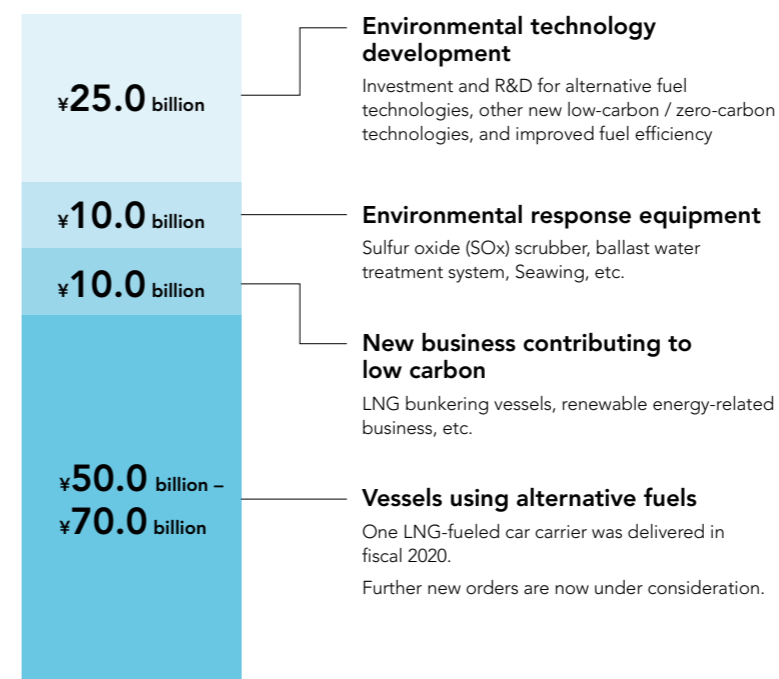 ¥25.0 billion
Environmental technology
development
Investment and R&D for alternative fuel
technologies, other new low-carbon / zero-carbon
technologies, and improved fuel efficiency
¥10.0 billion
Environmental response equipment
Sulfur oxide (SOx) scrubber, ballast water
treatment system, Seawing, etc.
¥10.0 billion
New business contributing to
low carbon
LNG bunkering vessels, renewable energy-related
business, etc.
¥50.0 billion –
¥70.0 billion
Vessels using alternative fuels
One LNG-fueled car carrier was delivered in
fiscal 2020.
Further new orders are now under consideration.